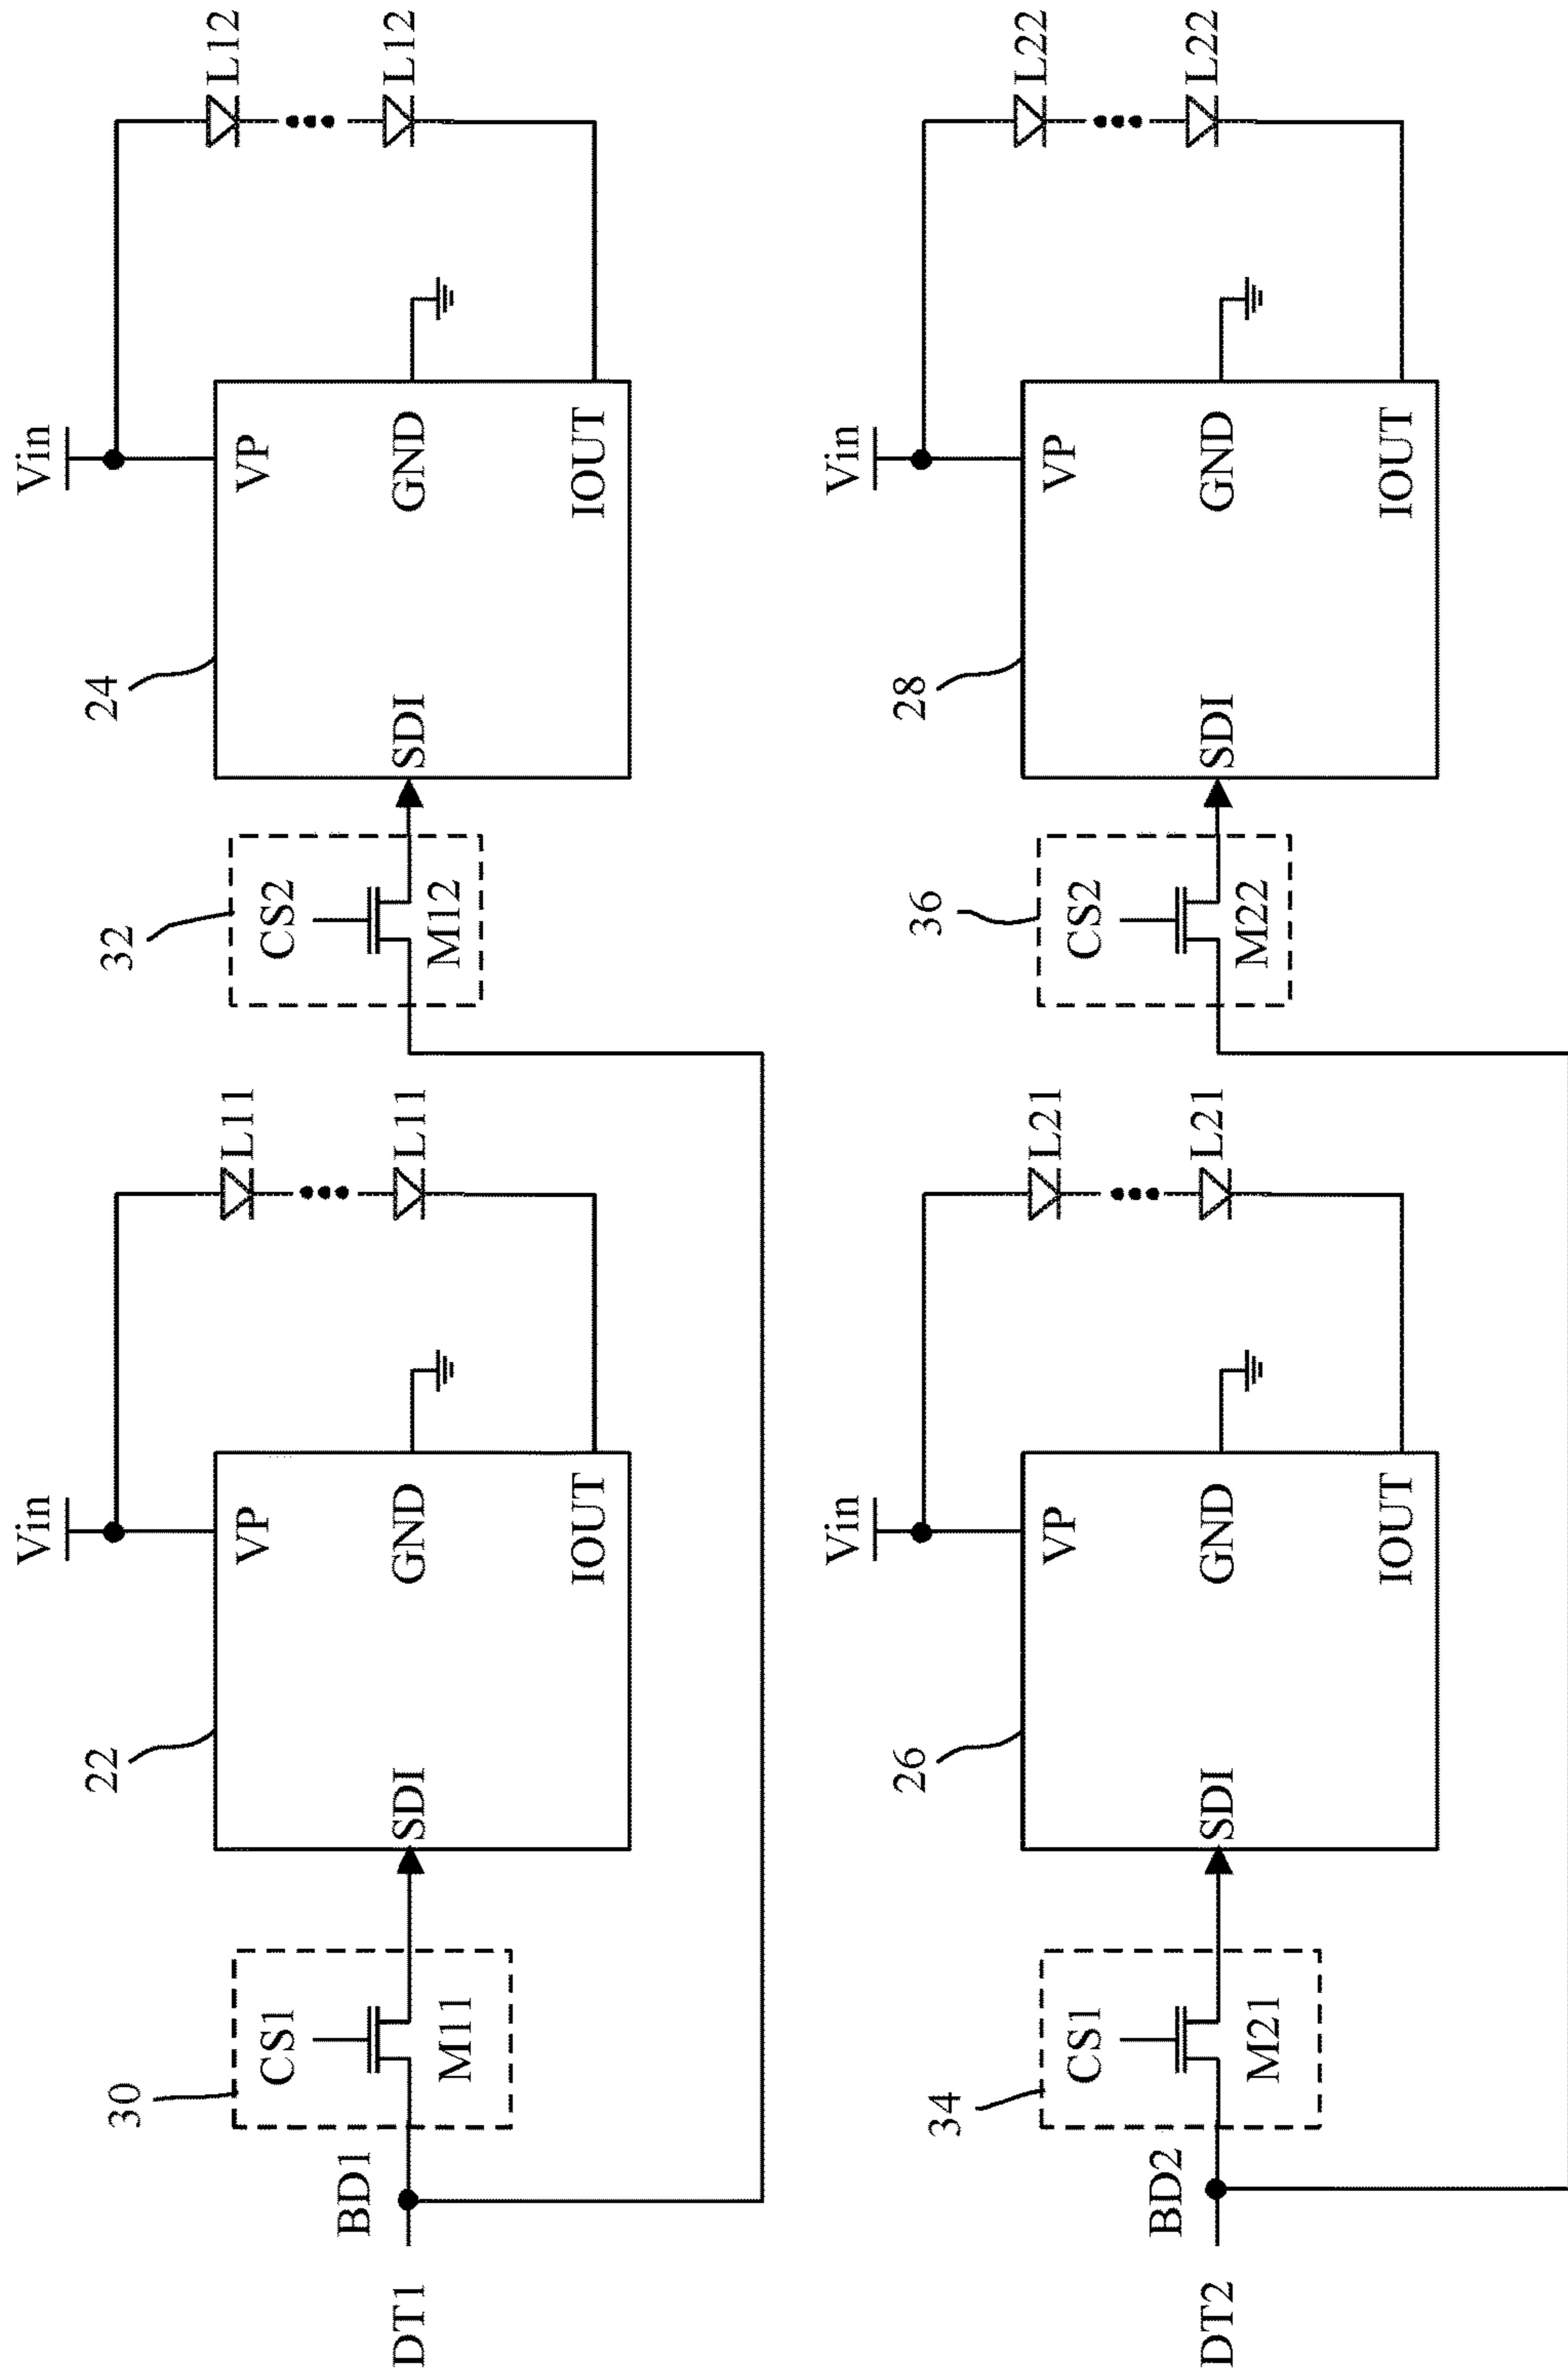 Vin
Vin
22
24
L11
L12
VP
VP
30
32
CS1
CS2
BD1
SDI
GND
L11
SDI
GND
L12
DT1
M11
M12
IOUT
IOUT
Vin
Vin
26
28
L21
L22
VP
VP
34
36
CS1
CS2
BD2
SDI
GND
L21
SDI
GND
L22
DT2
M21
M22
IOUT
IOUT